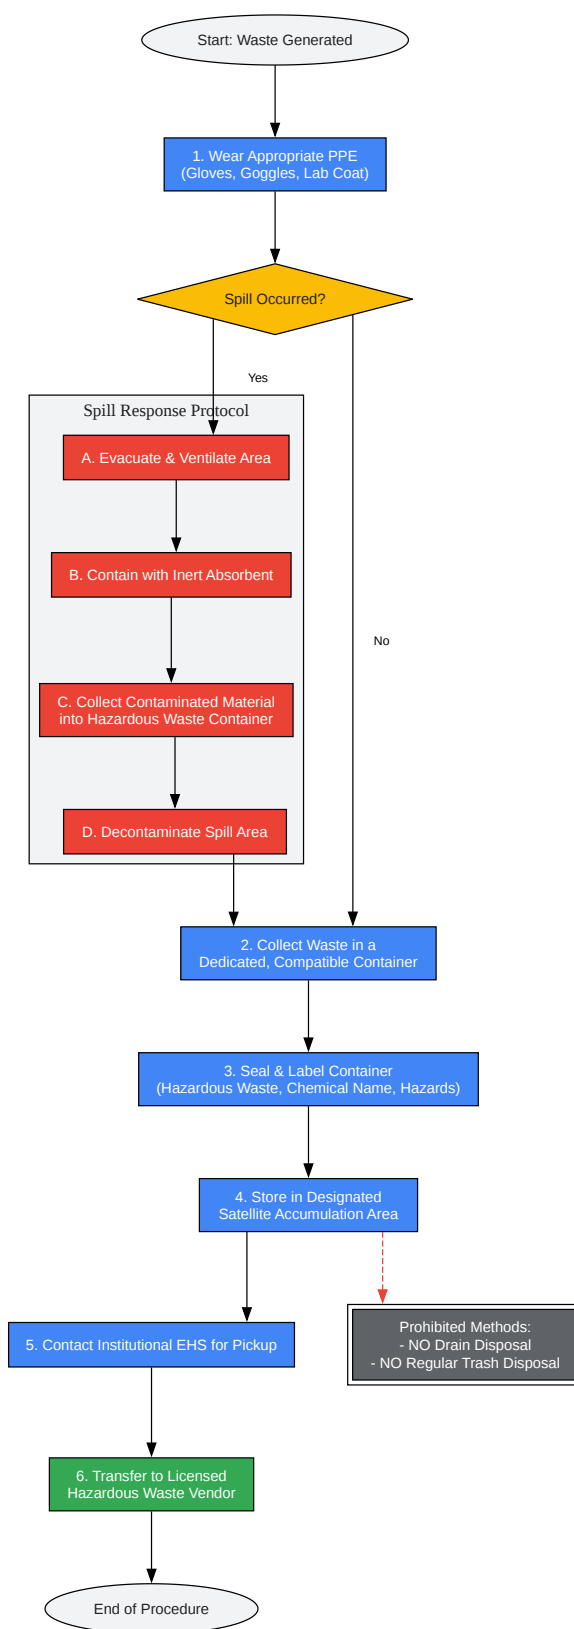 Start: Waste Generated
1. Wear Appropriate PPE
(Gloves, Goggles, Lab Coat)
Spill Occurred?
Yes
Spill Response Protocol
A. Evacuate & Ventilate Area
B. Contain with Inert Absorbent
No
C. Collect Contaminated Material
into Hazardous Waste Container
D. Decontaminate Spill Area
2. Collect Waste in a
Dedicated, Compatible Container
3. Seal & Label Container
(Hazardous Waste, Chemical Name, Hazards)
4. Store in Designated
Satellite Accumulation Area
5. Contact Institutional EHS for Pickup
Prohibited Methods:
- NO Drain Disposal
- NO Regular Trash Disposal
6. Transfer to Licensed
Hazardous Waste Vendor
End of Procedure